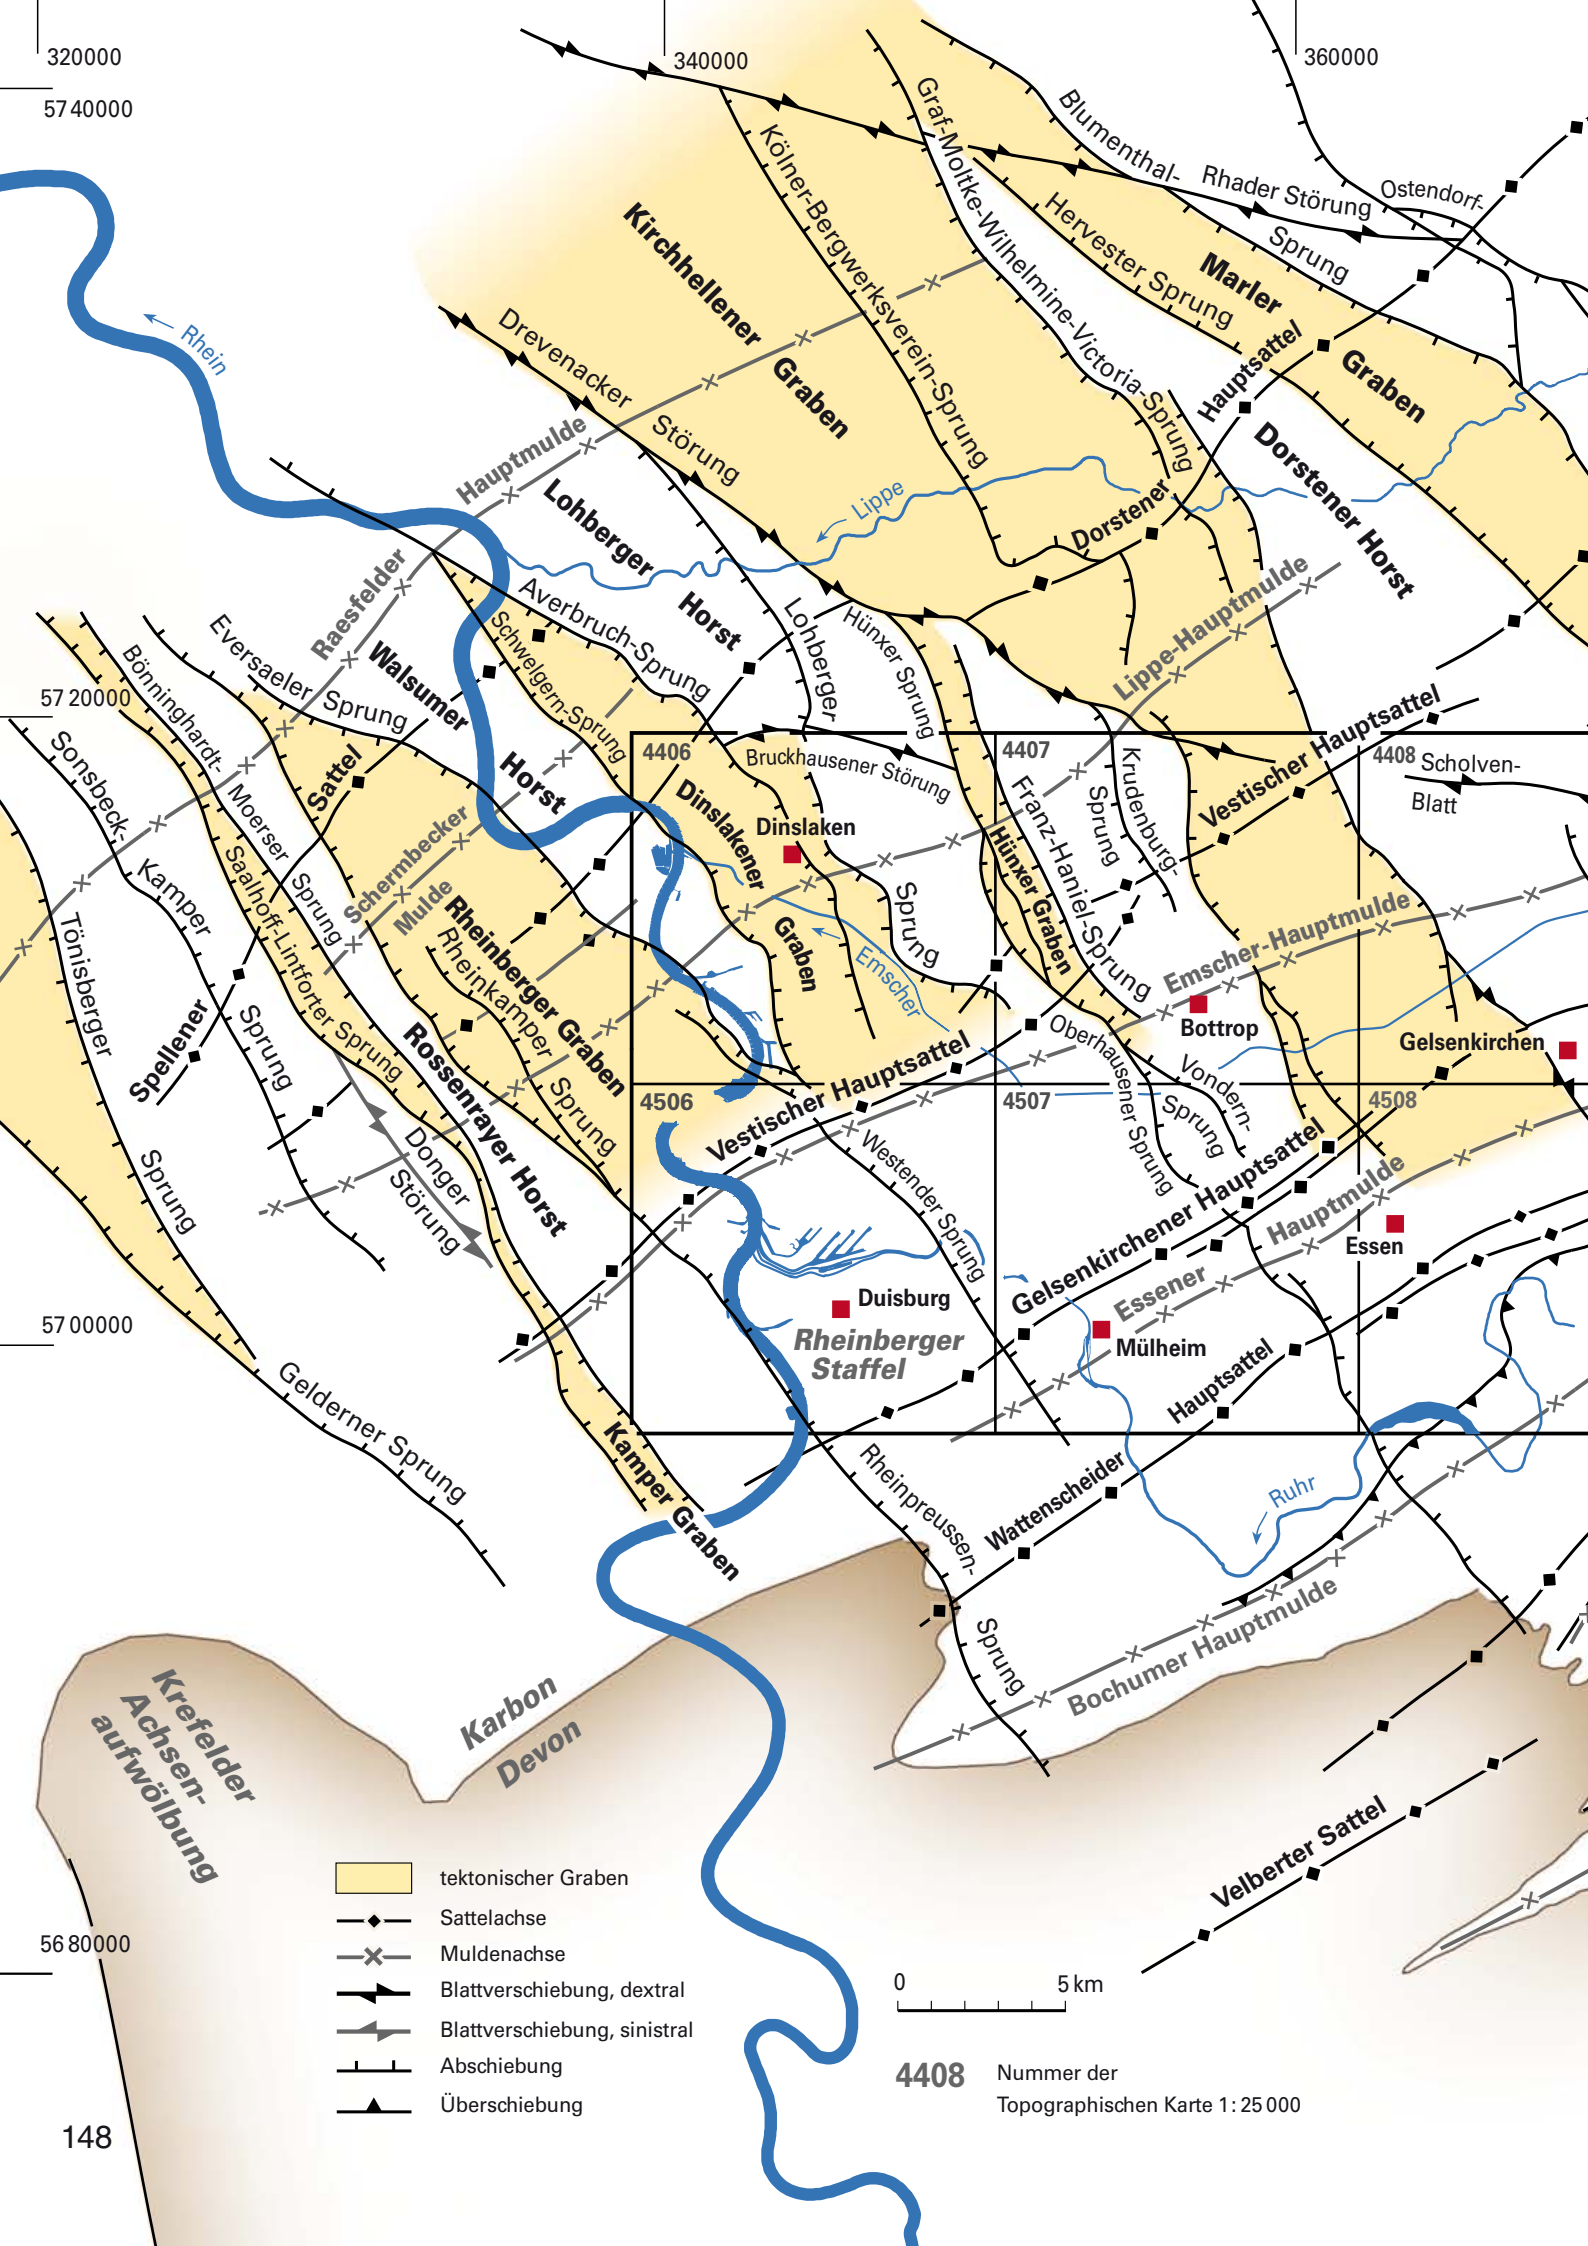 320000
340000
360000
5740000
Blumenthal-
Rhader Störung
Ostendorf-
Sprung
Graf-Moltke-Wilhelmine-Victoria-Sprung
Kölner-Bergwerksverein-Sprung
Hervester Sprung
Marler
Graben
Kirchhellener
Graben
Rhein
Drevenacker
Störung
Hauptsattel
Dorstener
Dorstener Horst
Raesfelder
Hauptmulde
Lohberger
Horst
Lippe
Averbruch-Sprung
Lohberger
Sprung
Hünxer Sprung
Lippe-Hauptmulde
Schwelgern-Sprung
Eversaeler Sprung
Walsumer
Horst
Bönninghardt-
5720000
Sonsbeck-
Kamper
Sprung
Moerser
Sprung
Spellener
Sattel
Schermbecker
Mulde
4406
4407
4408
Bruckhausener Störung
Krudenburg-
Sprung
Vestischer Hauptsattel
Scholven-
Blatt
Dinslaken
Dinslakener
Graben
Franz-Haniel-Sprung
Hünxer Graben
Saalhoff-Lintforter Sprung
Rheinberger Graben
Rheinkamper
Sprung
Tönisberger
Sprung
Emscher
Emscher-Hauptmulde
Bottrop
Gelsenkirchen
Oberhausener Sprung
Vondern-
Sprung
Rossenrayer Horst
4506
4507
4508
Vestischer Hauptsattel
Westender Sprung
Donger
Störung
Gelsenkirchener Hauptsattel
Essener
Hauptmulde
Essen
Duisburg
Rheinberger
Staffel
Mülheim
5700000
Gelderner Sprung
Kamper Graben
Wattenscheider
Hauptsattel
Rheinpreussen-
Sprung
Ruhr
Bochumer Hauptmulde
Karbon
Devon
Krefelder
Achsen-
aufwölbung
Velberter Sattel
5680000
tektonischer Graben
Sattelachse
Muldenachse
Blattverschiebung, dextral
Blattverschiebung, sinistral
Abschiebung
Überschiebung
0
5 km
4408
Nummer der
Topographischen Karte 1: 25 000
148